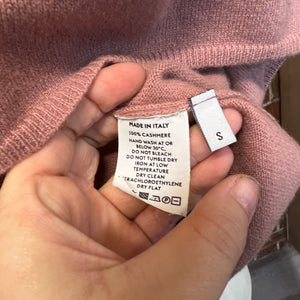 MADE IN ITALY
100% CASHMERE
HAND WASH AT OR
BELOW 30°C
DO NOT BLEACH
DO NOT TUMBLE DRY
IRON AT LOW
TEMPERATURE
DRY CLEAN
TETRACHLOROETHYLENE
DRY FLAT
S